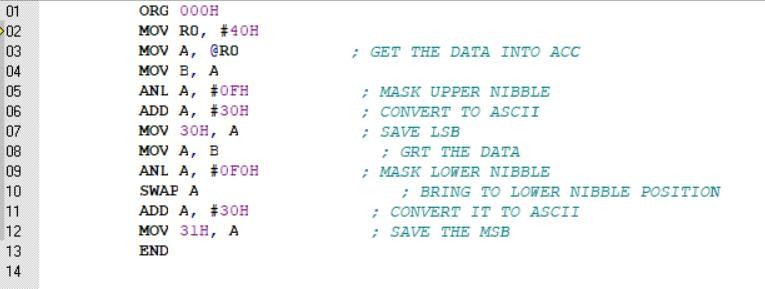 01 ORG 000H
02 MOV R0, #40H
03 MOV A, @R0 ; GET THE DATA INTO ACC
04 MOV B, A
05 ANL A, #0FH ; MASK UPPER NIBBLE
06 ADD A, #30H ; CONVERT TO ASCII
07 MOV 30H, A ; SAVE LSB
08 MOV A, B ; GRT THE DATA
09 ANL A, #0F0H ; MASK LOWER NIBBLE
10 SWAP A ; BRING TO LOWER NIBBLE POSITION
11 ADD A, #30H ; CONVERT IT TO ASCII
12 MOV 31H, A ; SAVE THE MSB
13 END
14